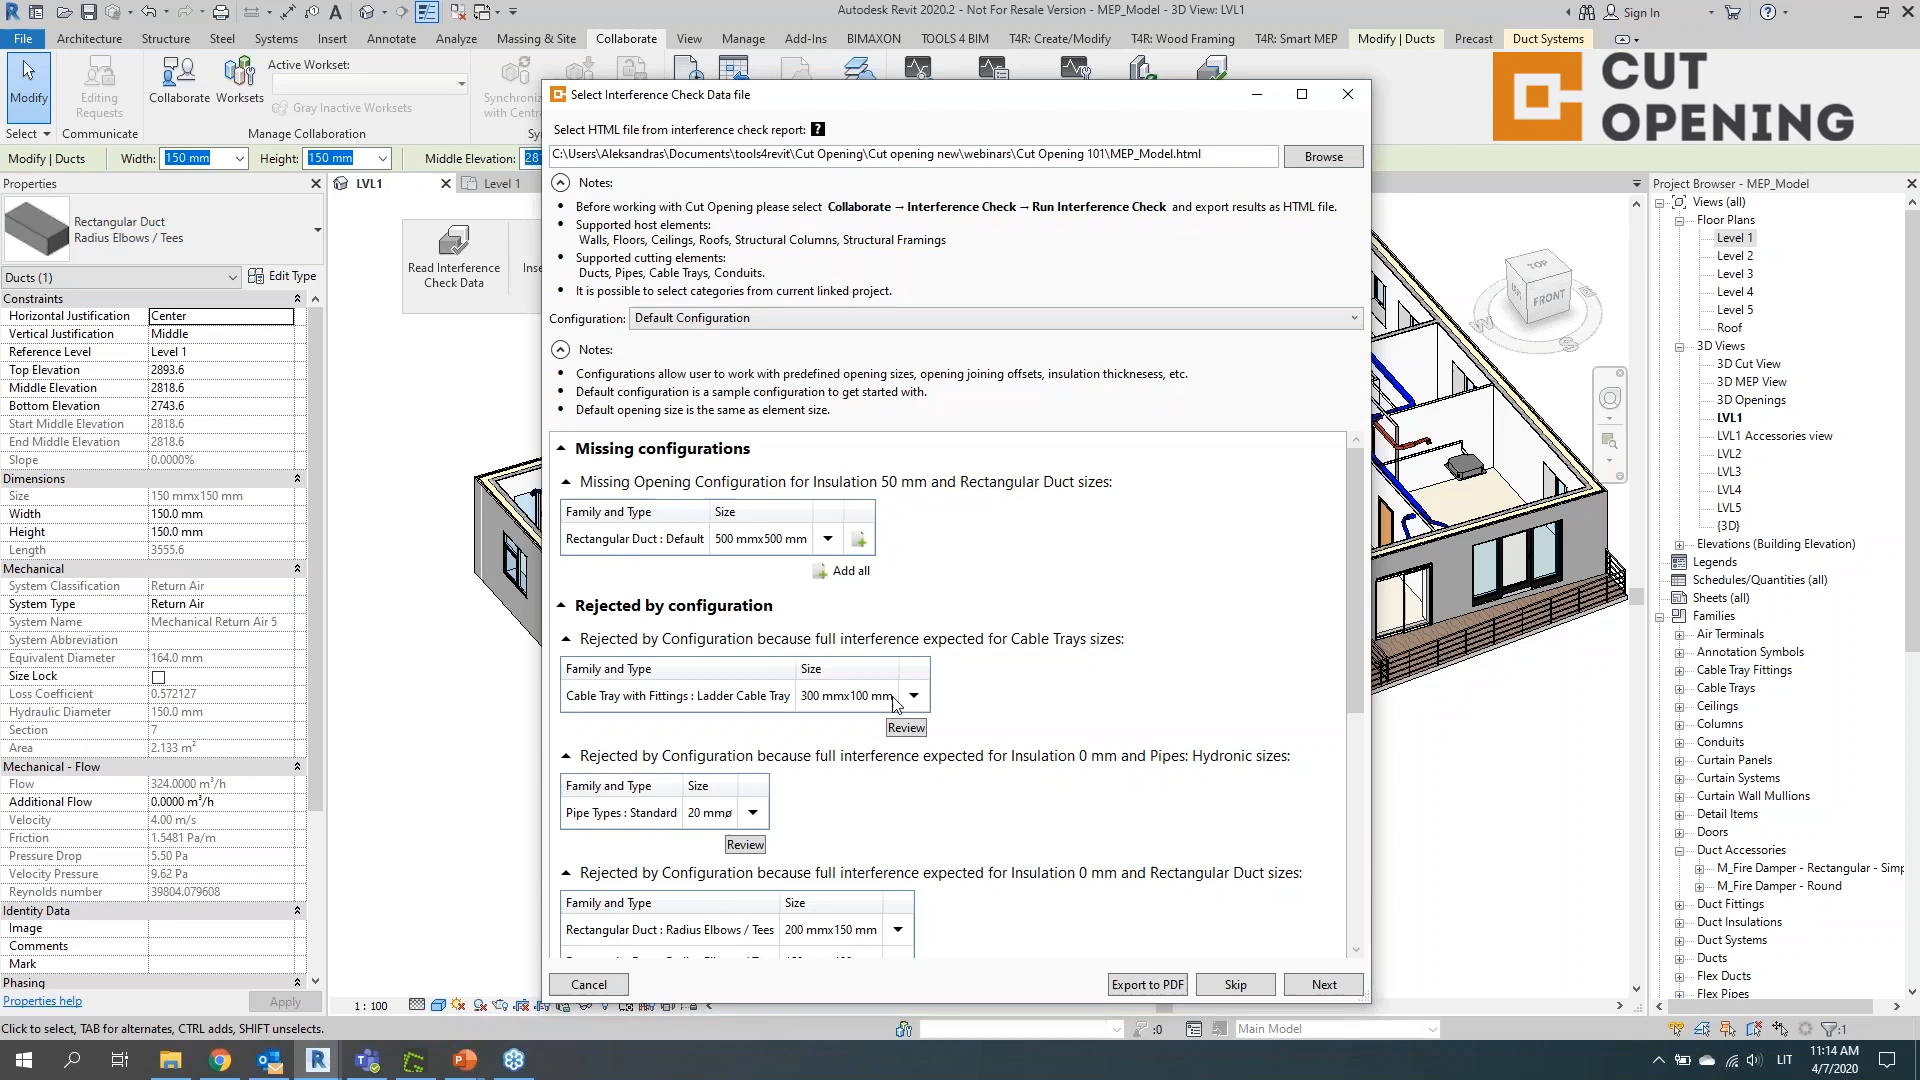 Autodesk Revit 2020.2 - Not For Resale Version - MEP_Model - 3D View: LVL1
Sign In
File Architecture Structure Steel Systems Insert Annotate Analyze Massing & Site Collaborate View Manage Add-Ins BIMAXON TOOLS 4 BIM T4R: Create/Modify T4R: Wood Framing T4R: Smart MEP Modify | Ducts Precast Duct Systems
Modify
Editing Requests
Collaborate
Worksets
Active Workset:
Gray Inactive Worksets
Synchronize with Central
Select
Communicate
Manage Collaboration
CUT
OPENING
Modify | Ducts
Width: 150 mm
Height: 150 mm
Middle Elevation:
Properties
Rectangular Duct
Radius Elbows / Tees
Ducts (1)
Edit Type
Constraints
Horizontal Justification Center
Vertical Justification Middle
Reference Level Level 1
Top Elevation 2893.6
Middle Elevation 2818.6
Bottom Elevation 2743.6
Start Middle Elevation 2818.6
End Middle Elevation 2818.6
Slope 0.0000%
Dimensions
Size 150 mmx150 mm
Width 150.0 mm
Height 150.0 mm
Length 3555.6
Mechanical
System Classification Return Air
System Type Return Air
System Name Mechanical Return Air 5
System Abbreviation
Equivalent Diameter 164.0 mm
Size Lock
Loss Coefficient 0.572127
Hydraulic Diameter 150.0 mm
Section 7
Area 2.133 m²
Mechanical - Flow
Flow 324.0000 m³/h
Additional Flow 0.0000 m³/h
Velocity 4.00 m/s
Friction 1.5481 Pa/m
Pressure Drop 5.50 Pa
Velocity Pressure 9.62 Pa
Reynolds number 39804.079608
Identity Data
Image
Comments
Mark
Phasing
Properties help
Apply
LVL1
Level 1
Read Interference
Check Data
Select Interference Check Data file
Select HTML file from interference check report: ?
C:\Users\Aleksandras\Documents\tools4revit\Cut Opening\Cut opening new\webinars\Cut Opening 101\MEP_Model.html
Browse
Notes:
Before working with Cut Opening please select Collaborate → Interference Check → Run Interference Check and export results as HTML file.
Supported host elements:
Walls, Floors, Ceilings, Roofs, Structural Columns, Structural Framings
Supported cutting elements:
Ducts, Pipes, Cable Trays, Conduits.
It is possible to select categories from current linked project.
Configuration: Default Configuration
Notes:
Configurations allow user to work with predefined opening sizes, opening joining offsets, insulation thicknesess, etc.
Default configuration is a sample configuration to get started with.
Default opening size is the same as element size.
Missing configurations
Missing Opening Configuration for Insulation 50 mm and Rectangular Duct sizes:
Family and Type Size
Rectangular Duct : Default 500 mmx500 mm
Add all
Rejected by configuration
Rejected by Configuration because full interference expected for Cable Trays sizes:
Family and Type Size
Cable Tray with Fittings : Ladder Cable Tray 300 mmx100 mm
Review
Rejected by Configuration because full interference expected for Insulation 0 mm and Pipes: Hydronic sizes:
Family and Type Size
Pipe Types : Standard 20 mmø
Review
Rejected by Configuration because full interference expected for Insulation 0 mm and Rectangular Duct sizes:
Family and Type Size
Rectangular Duct : Radius Elbows / Tees 200 mmx150 mm
Cancel
Export to PDF
Skip
Next
TOP
FRONT
W
S
E
Project Browser - MEP_Model
Views (all)
Floor Plans
Level 1
Level 2
Level 3
Level 4
Level 5
Roof
3D Views
3D Cut View
3D MEP View
3D Openings
LVL1
LVL1 Accessories view
LVL2
LVL3
LVL4
LVL5
{3D}
Elevations (Building Elevation)
Legends
Schedules/Quantities (all)
Sheets (all)
Families
Air Terminals
Annotation Symbols
Cable Tray Fittings
Cable Trays
Ceilings
Columns
Conduits
Curtain Panels
Curtain Systems
Curtain Wall Mullions
Detail Items
Doors
Duct Accessories
M_Fire Damper - Rectangular - Simp
M_Fire Damper - Round
Duct Fittings
Duct Insulations
Duct Systems
Ducts
Flex Ducts
Flex Pipes
1 : 100
Click to select, TAB for alternates, CTRL adds, SHIFT unselects.
:0
Main Model
:1
LIT
11:14 AM
4/7/2020